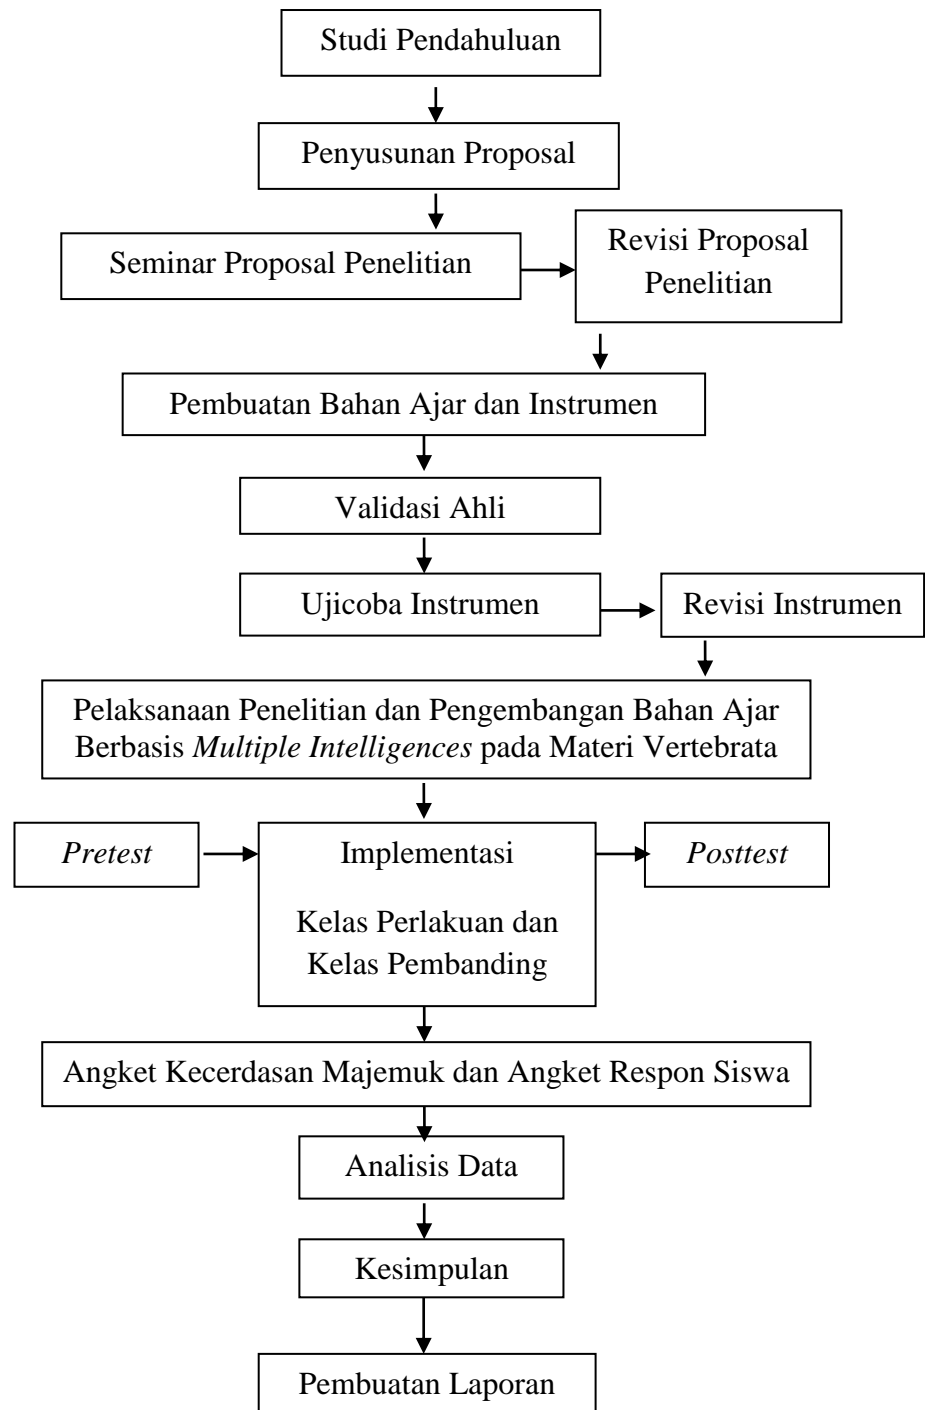 Studi Pendahuluan
Penyusunan Proposal
Seminar Proposal Penelitian
Revisi Proposal
Penelitian
Pembuatan Bahan Ajar dan Instrumen
Validasi Ahli
Ujicoba Instrumen
Revisi Instrumen
Pelaksanaan Penelitian dan Pengembangan Bahan Ajar
Berbasis Multiple Intelligences pada Materi Vertebrata
Pretest
Implementasi
Kelas Perlakuan dan
Kelas Pembanding
Posttest
Angket Kecerdasan Majemuk dan Angket Respon Siswa
Analisis Data
Kesimpulan
Pembuatan Laporan